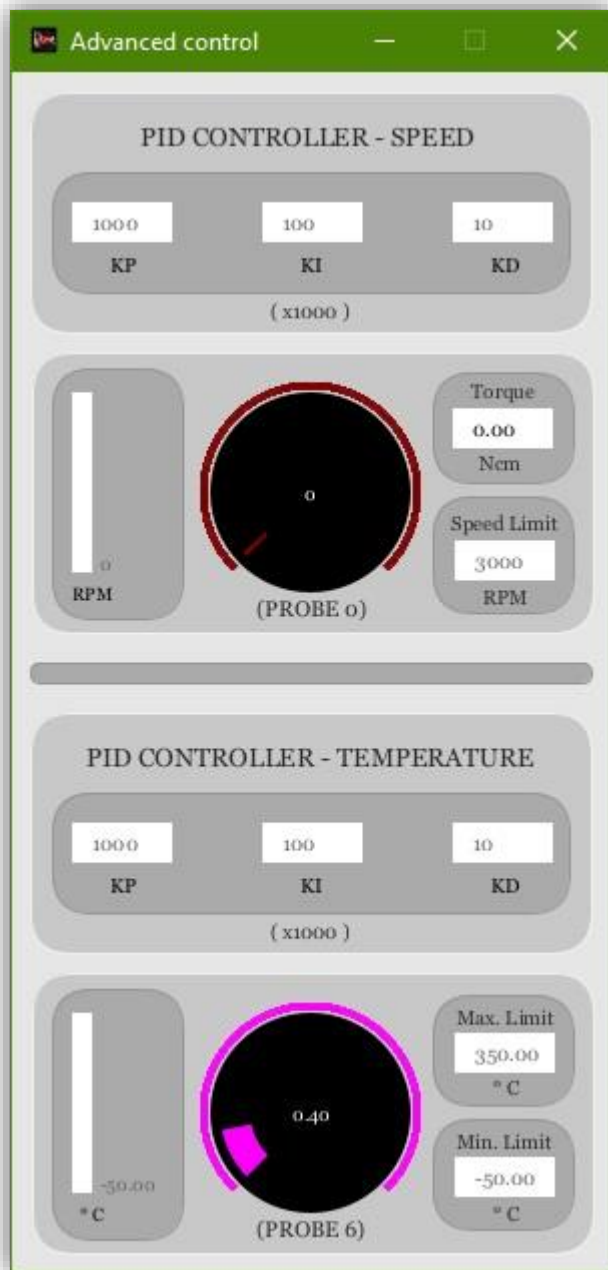 Advanced control
PID CONTROLLER - SPEED
1000 100 10
KP KI KD
( x1000 )
0
RPM
0
(PROBE 0)
Torque
0.00
Ncm
Speed Limit
3000
RPM
PID CONTROLLER - TEMPERATURE
1000 100 10
KP KI KD
( x1000 )
-50.00
° C
0.40
(PROBE 6)
Max. Limit
350.00
° C
Min. Limit
-50.00
° C